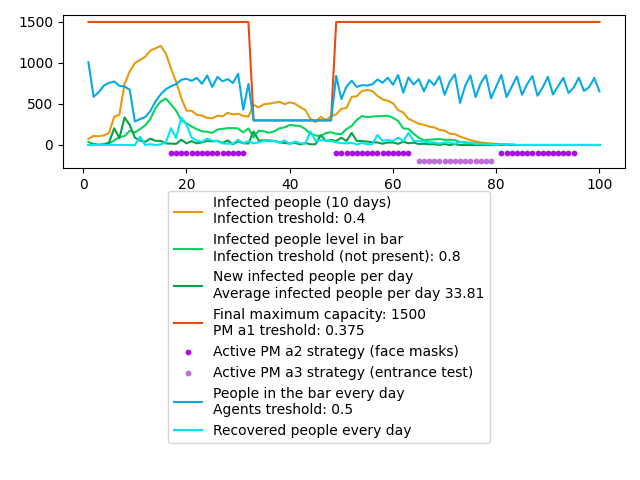 1500
1000
500
0
0 20 40 60 80 100
Infected people (10 days)
Infection treshold: 0.4
Infected people level in bar
Infection treshold (not present): 0.8
New infected people per day
Average infected people per day 33.81
Final maximum capacity: 1500
PM a1 treshold: 0.375
Active PM a2 strategy (face masks)
Active PM a3 strategy (entrance test)
People in the bar every day
Agents treshold: 0.5
Recovered people every day